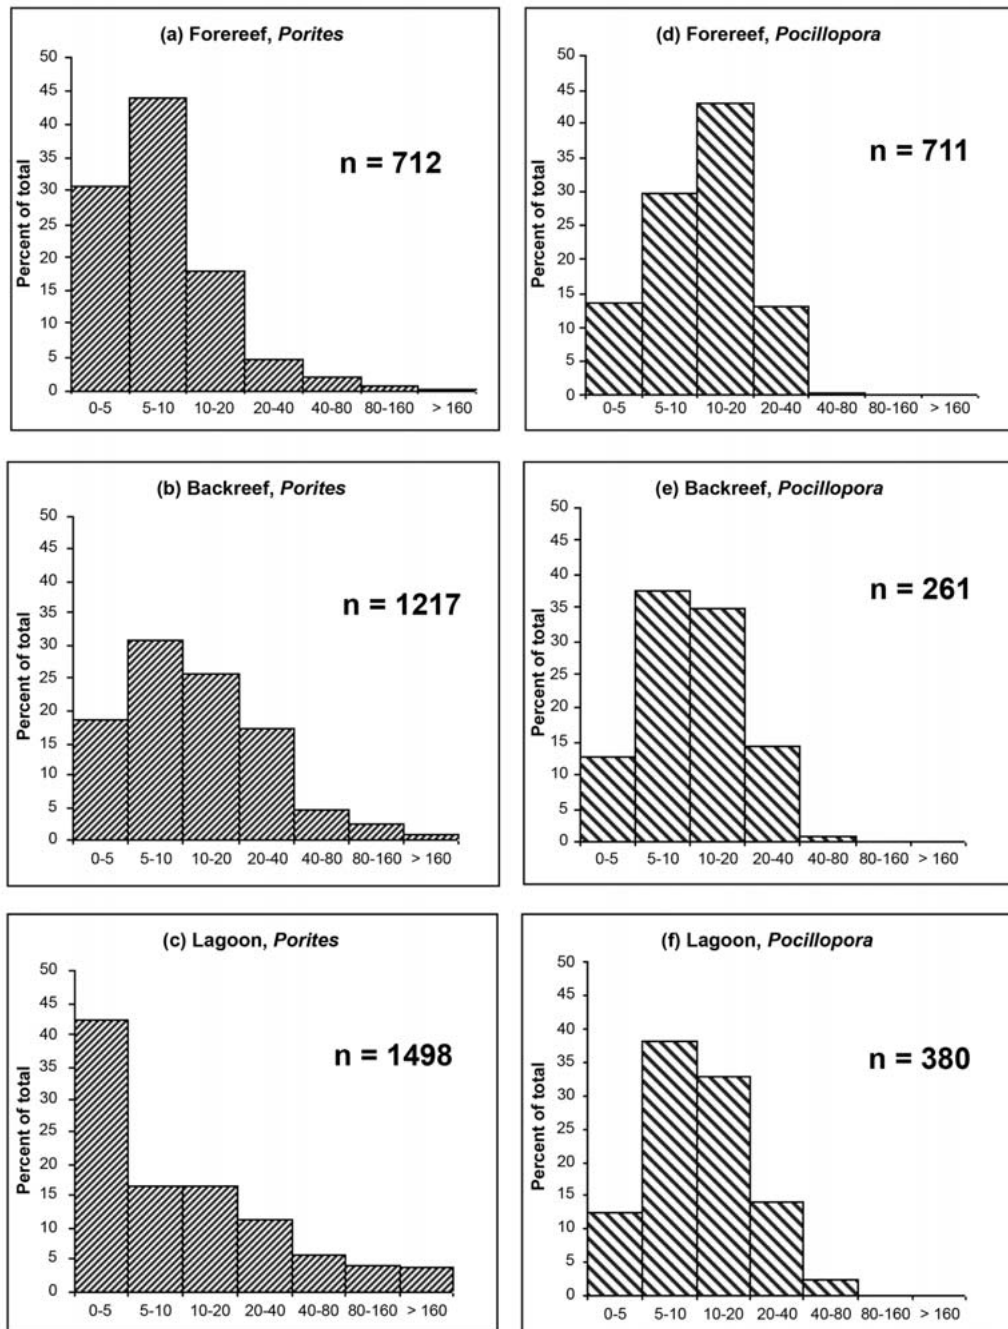 (a) Forereef, Porites
50
45
40
35
30
25
20
15
10
5
0
Percent of total
n = 712
0-5 5-10 10-20 20-40 40-80 80-160 > 160
(d) Forereef, Pocillopora
50
45
40
35
30
25
20
15
10
5
0
Percent of total
n = 711
0-5 5-10 10-20 20-40 40-80 80-160 > 160
(b) Backreef, Porites
50
45
40
35
30
25
20
15
10
5
0
Percent of total
n = 1217
0-5 5-10 10-20 20-40 40-80 80-160 > 160
(e) Backreef, Pocillopora
50
45
40
35
30
25
20
15
10
5
0
Percent of total
n = 261
0-5 5-10 10-20 20-40 40-80 80-160 > 160
(c) Lagoon, Porites
50
45
40
35
30
25
20
15
10
5
0
Percent of total
n = 1498
0-5 5-10 10-20 20-40 40-80 80-160 > 160
(f) Lagoon, Pocillopora
50
45
40
35
30
25
20
15
10
5
0
Percent of total
n = 380
0-5 5-10 10-20 20-40 40-80 80-160 > 160